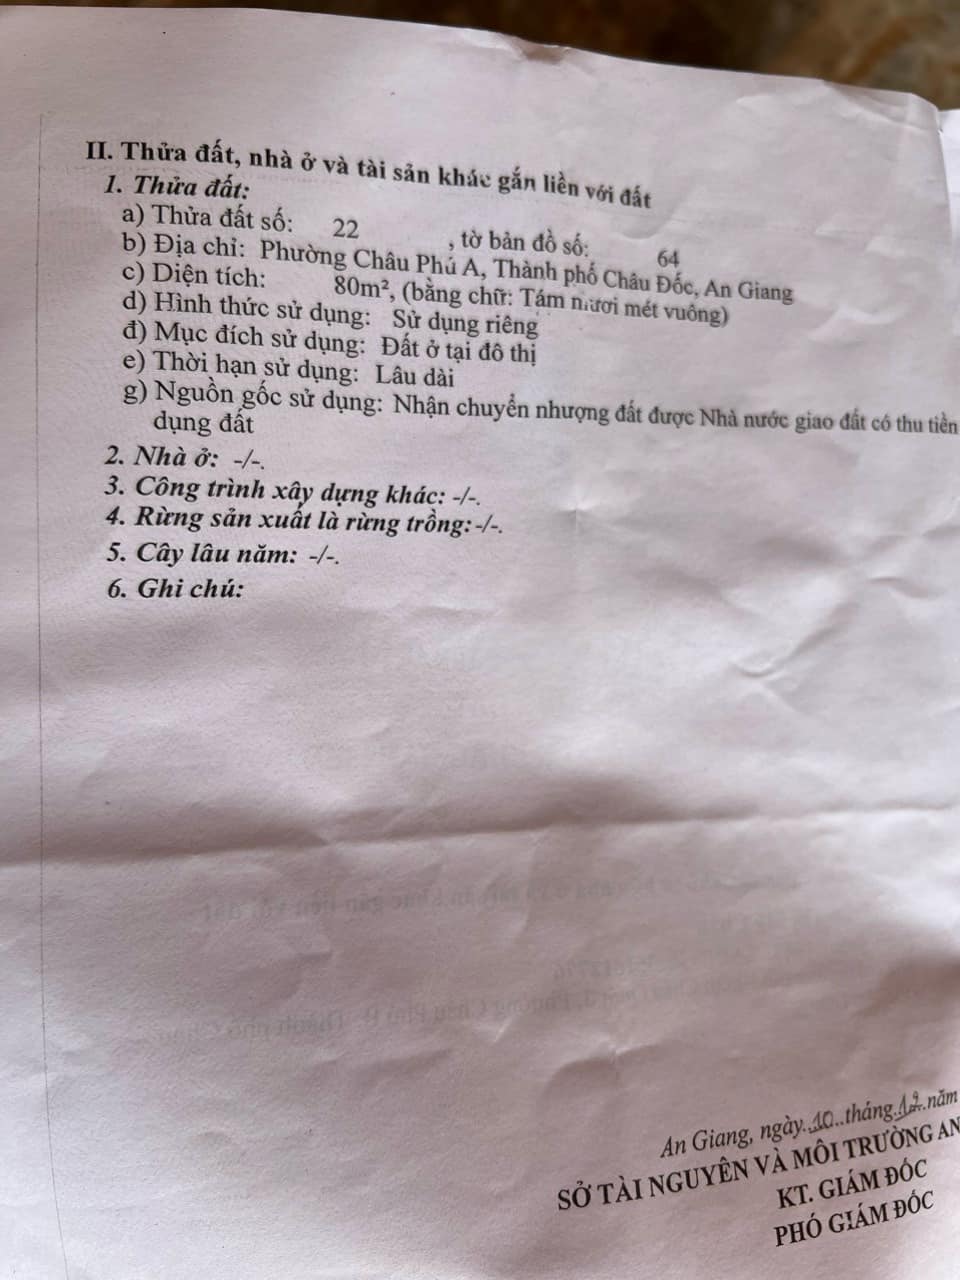 II. Thửa đất, nhà ở và tài sản khác gắn liền với đất
1. Thửa đất:
a) Thửa đất số: 22 , tờ bản đồ số: 64
b) Địa chỉ: Phường Châu Phú A, Thành phố Châu Đốc, An Giang
c) Diện tích: 80m², (bằng chữ: Tám mươi mét vuông)
d) Hình thức sử dụng: Sử dụng riêng
đ) Mục đích sử dụng: Đất ở tại đô thị
e) Thời hạn sử dụng: Lâu dài
g) Nguồn gốc sử dụng: Nhận chuyển nhượng đất được Nhà nước giao đất có thu tiền
dụng đất
2. Nhà ở: -/-.
3. Công trình xây dựng khác: -/-.
4. Rừng sản xuất là rừng trồng: -/-.
5. Cây lâu năm: -/-.
6. Ghi chú:
An Giang, ngày..10..tháng.12.năm
SỞ TÀI NGUYÊN VÀ MÔI TRƯỜNG AN
KT. GIÁM ĐỐC
PHÓ GIÁM ĐỐC